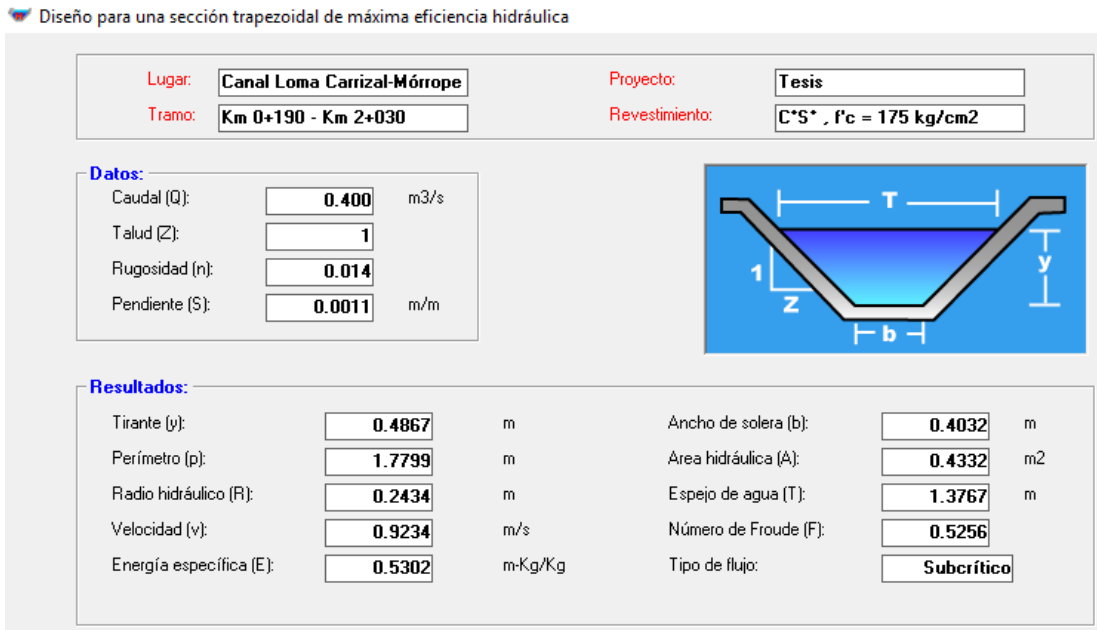 Diseño para una sección trapezoidal de máxima eficiencia hidráulica
Lugar: Canal Loma Carrizal-Mórrope Proyecto: Tesis
Tramo: Km 0+190 - Km 2+030 Revestimiento: C*S* , f'c = 175 kg/cm2
Datos:
Caudal (Q): 0.400 m3/s
Talud (Z): 1
Rugosidad (n): 0.014
Pendiente (S): 0.0011 m/m
T
y
1
Z
b
Resultados:
Tirante (y): 0.4867 m Ancho de solera (b): 0.4032 m
Perímetro (p): 1.7799 m Area hidráulica (A): 0.4332 m2
Radio hidráulico (R): 0.2434 m Espejo de agua (T): 1.3767 m
Velocidad (v): 0.9234 m/s Número de Froude (F): 0.5256
Energía específica (E): 0.5302 m-Kg/Kg Tipo de flujo: Subcrítico